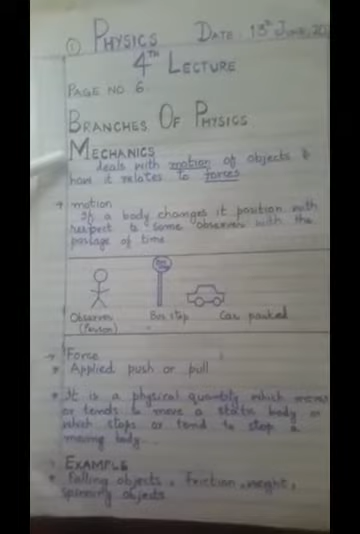 ① PHYSICS DATE: 13th JUNE, 20
4TH LECTURE
PAGE NO. 6
BRANCHES OF PHYSICS
MECHANICS
deals with motion of objects &
how it relates to forces
→ motion
If a body changes it position with
respect to some observer with the
passage of time
Observer Bus stop Car parked
(Person)
→ Force
* Applied push or pull
* It is a physical quantity which moves
or tends to move a static body or
which stops or tend to stop a
moving body.
EXAMPLE
* Falling objects, friction, weight,
objects